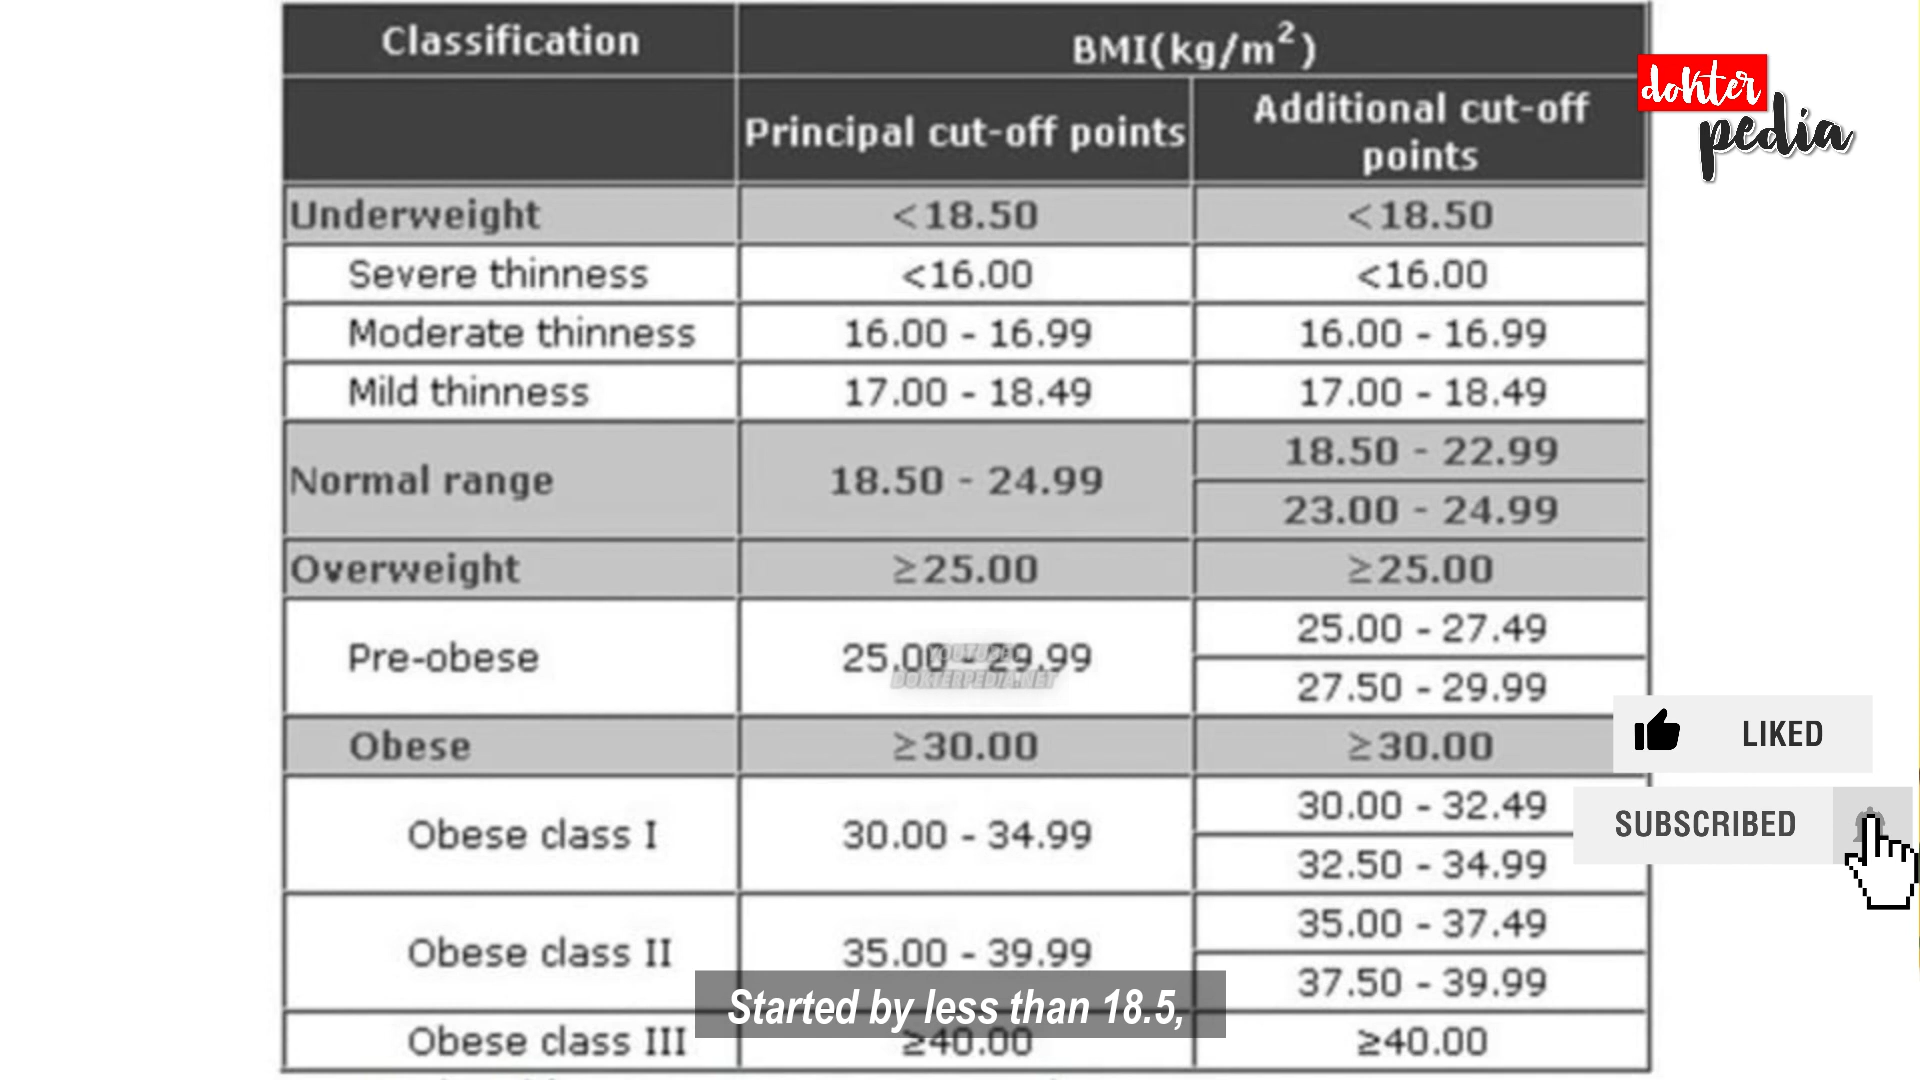 Classification BMI(kg/m²)
Principal cut-off points Additional cut-off points
Underweight <18.50 <18.50
Severe thinness <16.00 <16.00
Moderate thinness 16.00 - 16.99 16.00 - 16.99
Mild thinness 17.00 - 18.49 17.00 - 18.49
Normal range 18.50 - 24.99 18.50 - 22.99
23.00 - 24.99
Overweight ≥25.00 ≥25.00
Pre-obese 25.00 - 29.99 25.00 - 27.49
27.50 - 29.99
Obese ≥30.00 ≥30.00
Obese class I 30.00 - 34.99 30.00 - 32.49
32.50 - 34.99
Obese class II 35.00 - 39.99 35.00 - 37.49
37.50 - 39.99
Obese class III ≥40.00 ≥40.00
dokter
pedia
YOUTUBE
DOKTERPEDIA.NET
LIKED
SUBSCRIBED
Started by less than 18.5,